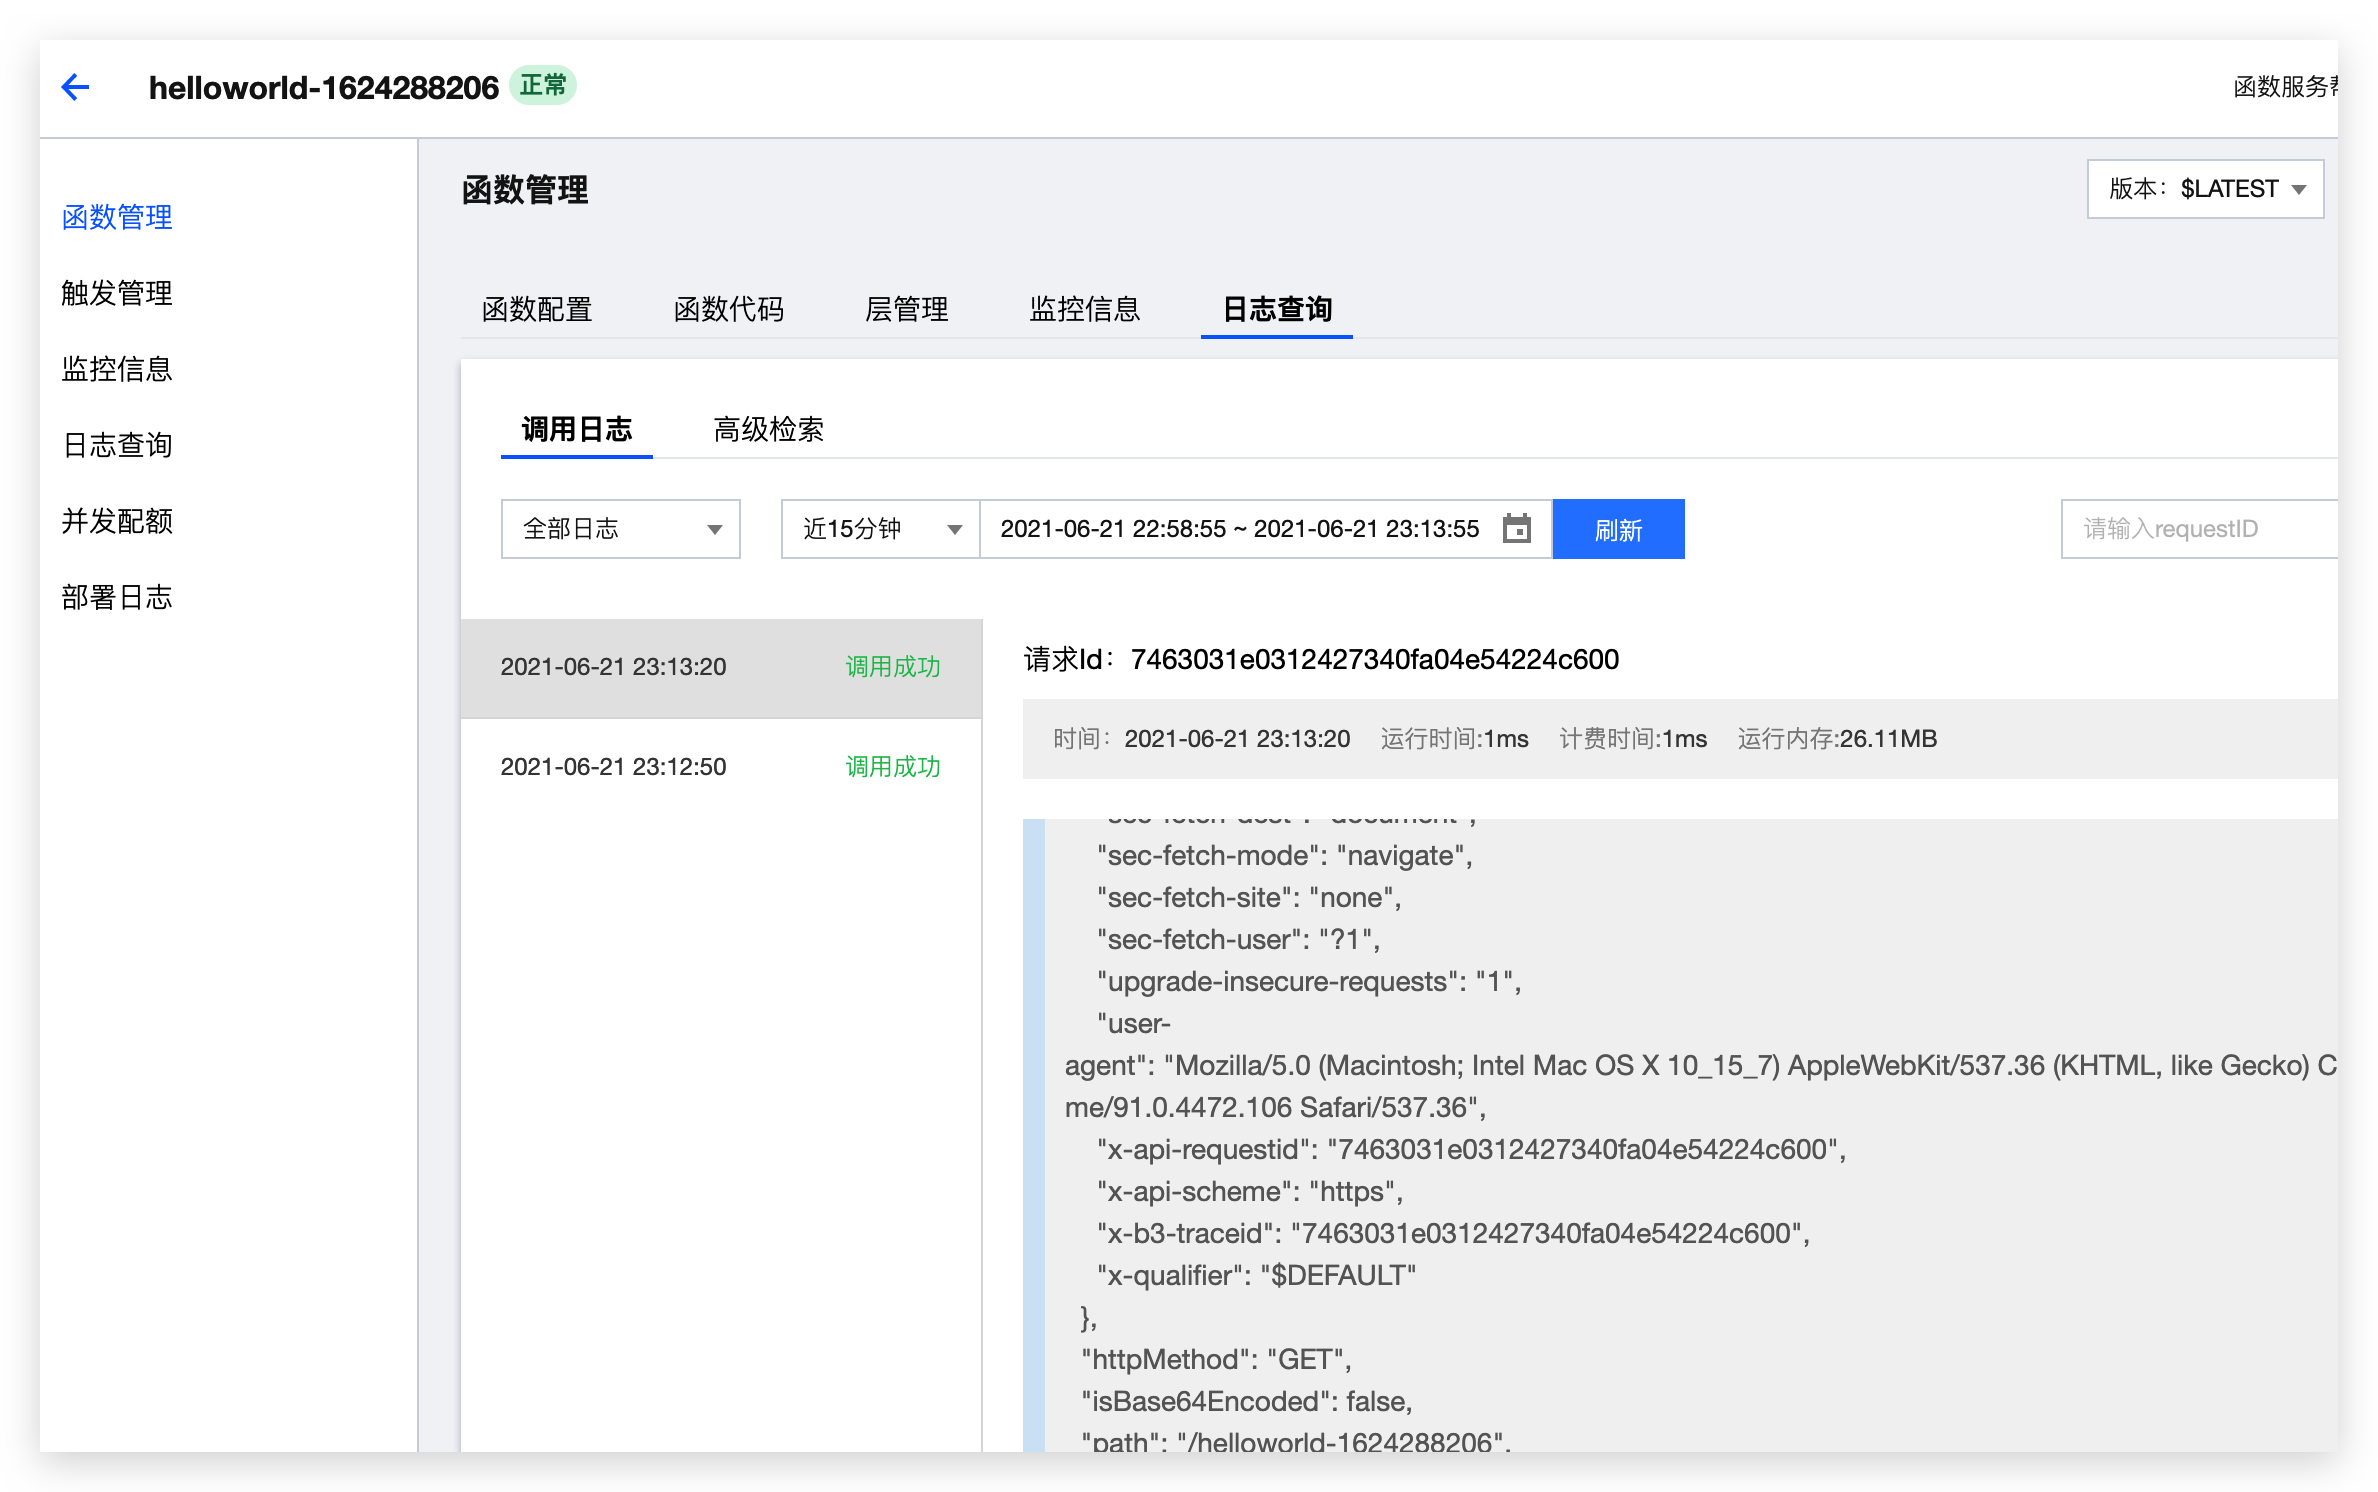 helloworld-1624288206 正常
函数服务
函数管理
触发管理
监控信息
日志查询
并发配额
部署日志
函数管理
版本：$LATEST
函数配置 函数代码 层管理 监控信息 日志查询
调用日志 高级检索
全部日志 近15分钟 2021-06-21 22:58:55 ~ 2021-06-21 23:13:55 刷新 请输入requestID
2021-06-21 23:13:20 调用成功
2021-06-21 23:12:50 调用成功
请求Id：7463031e0312427340fa04e54224c600
时间：2021-06-21 23:13:20 运行时间:1ms 计费时间:1ms 运行内存:26.11MB
"sec-fetch-dest": "document",
"sec-fetch-mode": "navigate",
"sec-fetch-site": "none",
"sec-fetch-user": "?1",
"upgrade-insecure-requests": "1",
"user-
agent": "Mozilla/5.0 (Macintosh; Intel Mac OS X 10_15_7) AppleWebKit/537.36 (KHTML, like Gecko) C
me/91.0.4472.106 Safari/537.36",
"x-api-requestid": "7463031e0312427340fa04e54224c600",
"x-api-scheme": "https",
"x-b3-traceid": "7463031e0312427340fa04e54224c600",
"x-qualifier": "$DEFAULT"
},
"httpMethod": "GET",
"isBase64Encoded": false,
"path": "/helloworld-1624288206",